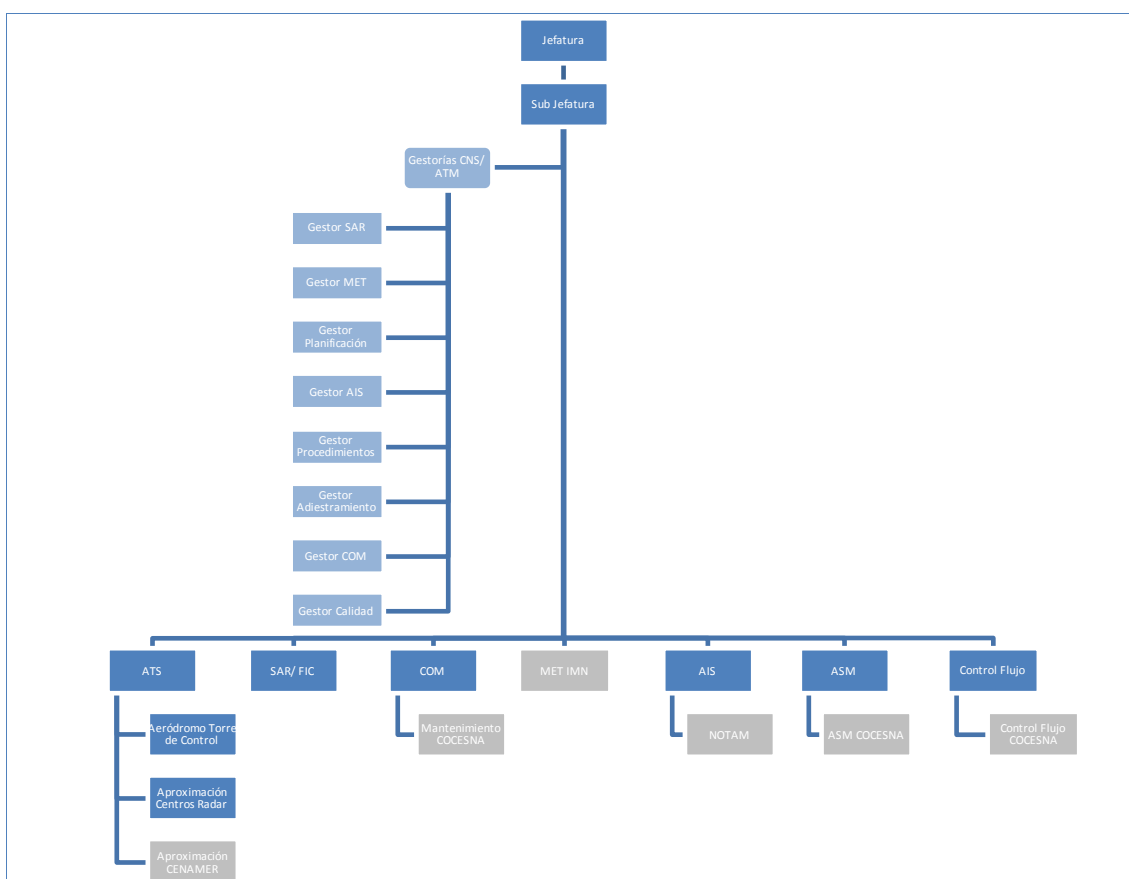 Jefatura
Sub Jefatura
Gestorías CNS/
ATM
Gestor SAR
Gestor MET
Gestor
Planificación
Gestor AIS
Gestor
Procedimientos
Gestor
Adiestramiento
Gestor COM
Gestor Calidad
ATS
SAR/ FIC
COM
MET IMN
AIS
ASM
Control Flujo
Aeródromo Torre
de Control
Mantenimiento
COCESNA
NOTAM
ASM COCESNA
Control Flujo
COCESNA
Aproximación
Centros Radar
Aproximación
CENAMER